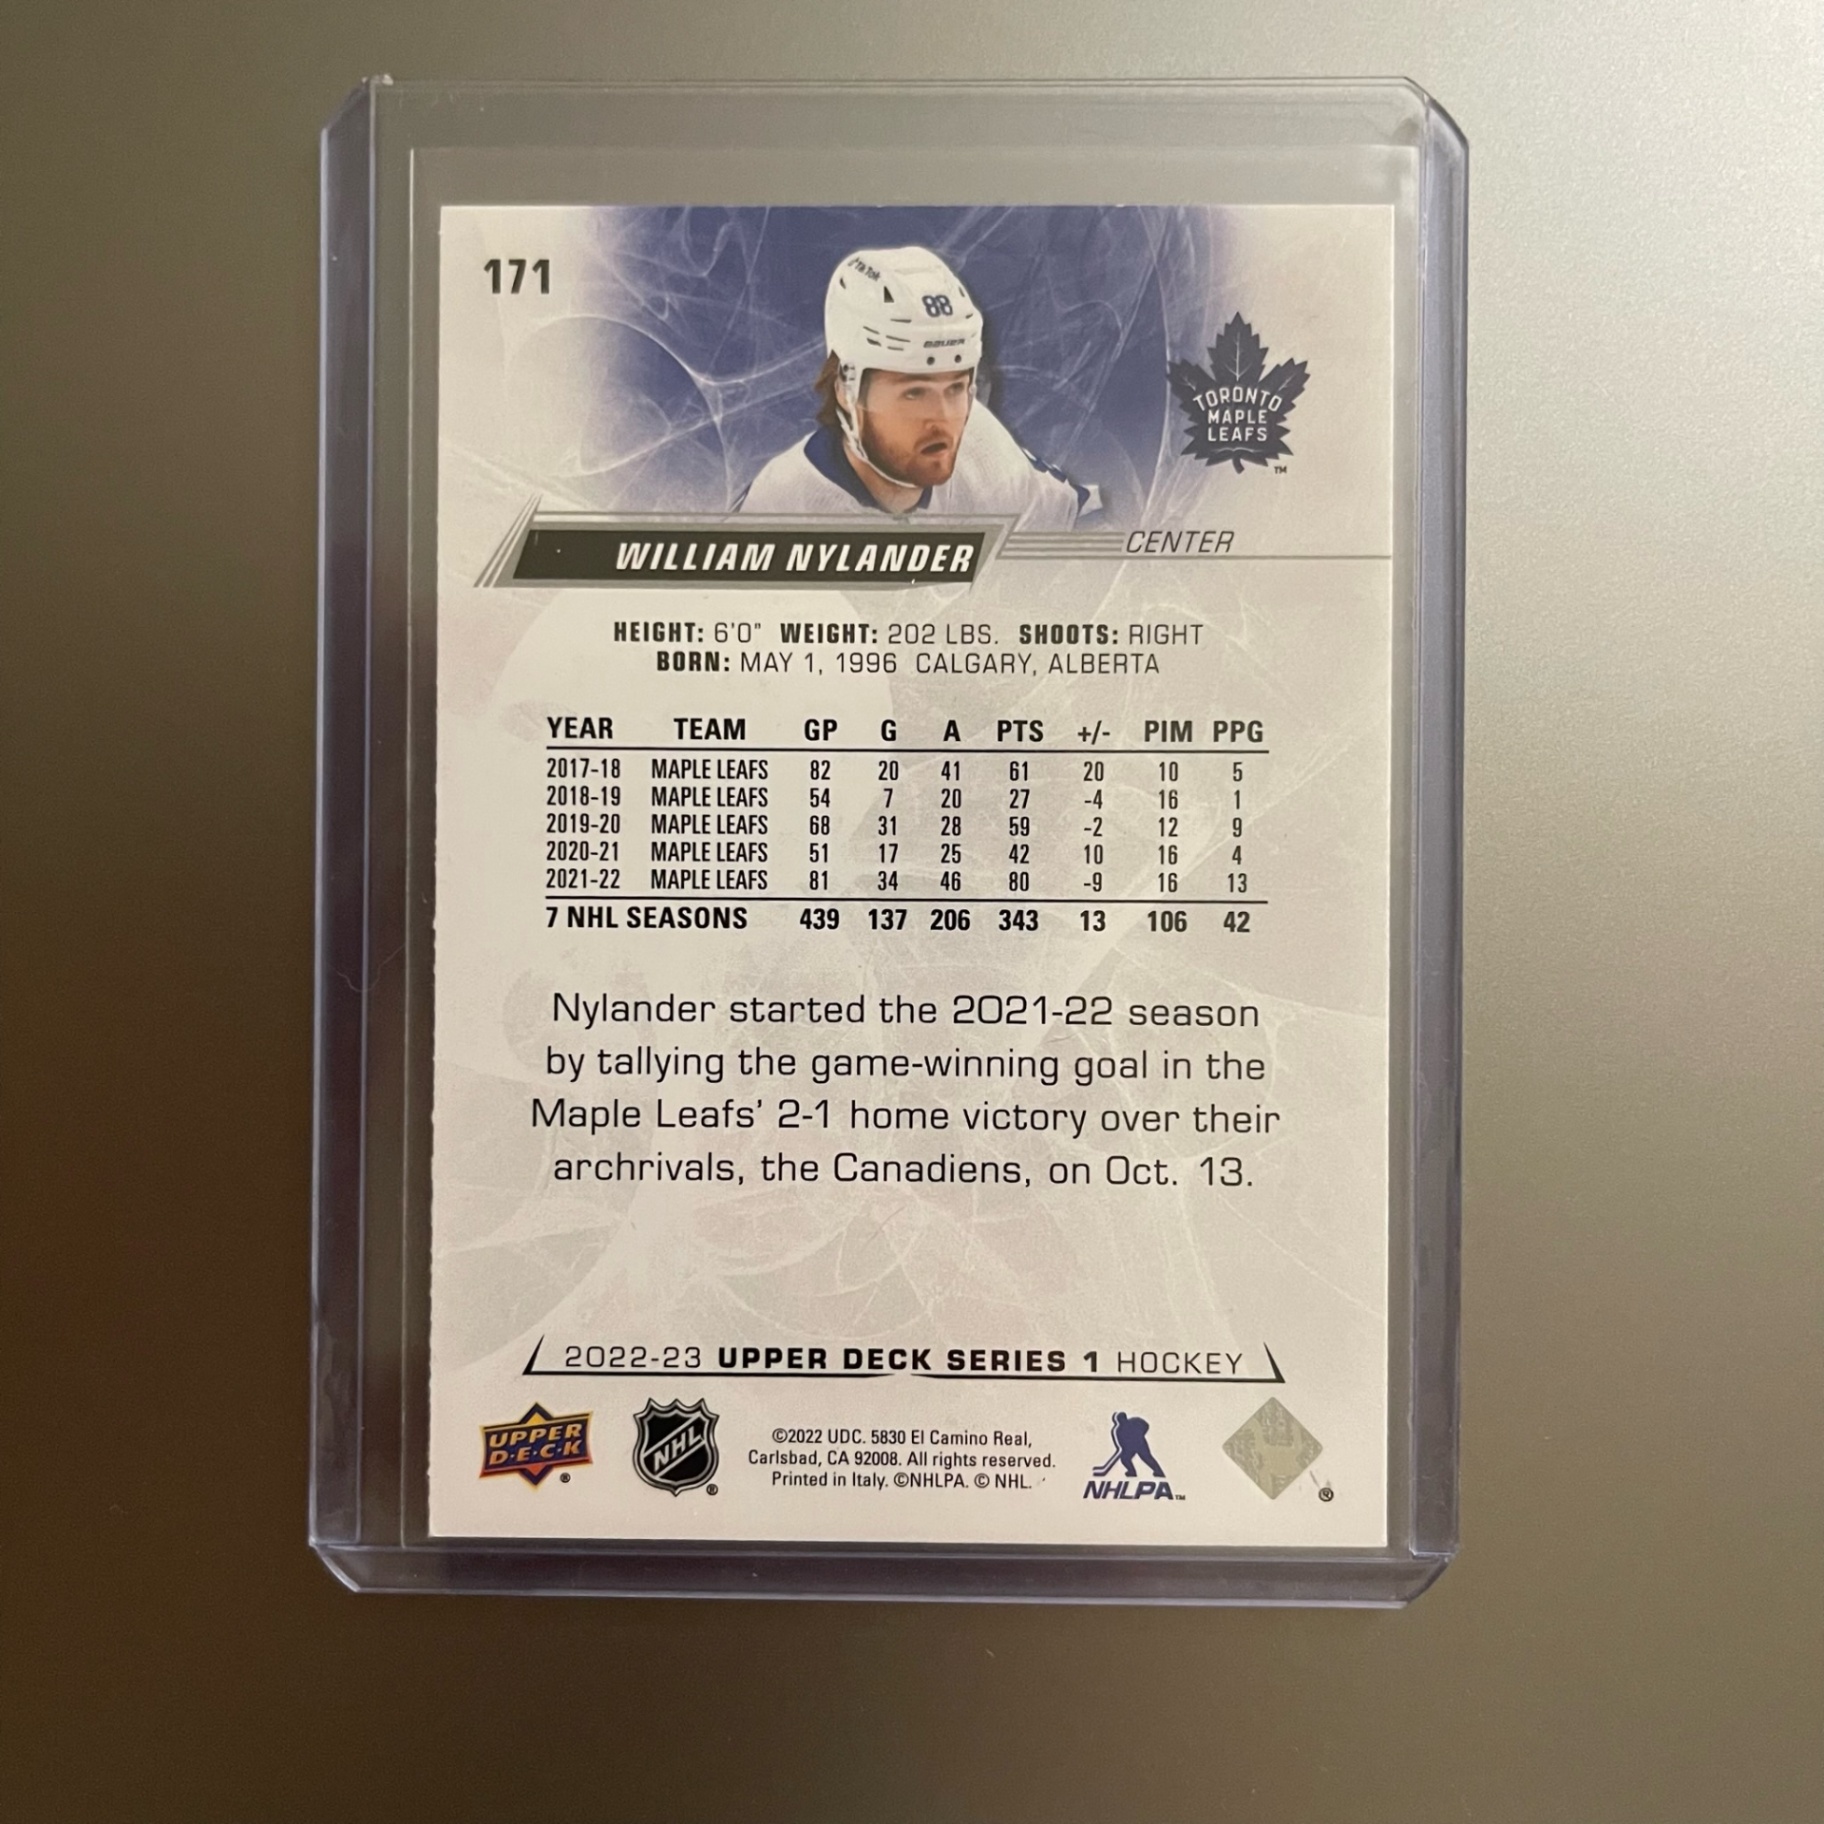 171
TikTok
88
BAUER
TORONTO
MAPLE
LEAFS
TM
WILLIAM NYLANDER
CENTER
HEIGHT: 6'0" WEIGHT: 202 LBS. SHOOTS: RIGHT
BORN: MAY 1, 1996 CALGARY, ALBERTA
YEAR TEAM GP G A PTS +/- PIM PPG
2017-18 MAPLE LEAFS 82 20 41 61 20 10 5
2018-19 MAPLE LEAFS 54 7 20 27 -4 16 1
2019-20 MAPLE LEAFS 68 31 28 59 -2 12 9
2020-21 MAPLE LEAFS 51 17 25 42 10 16 4
2021-22 MAPLE LEAFS 81 34 46 80 -9 16 13
7 NHL SEASONS 439 137 206 343 13 106 42
Nylander started the 2021-22 season
by tallying the game-winning goal in the
Maple Leafs' 2-1 home victory over their
archrivals, the Canadiens, on Oct. 13.
2022-23 UPPER DECK SERIES 1 HOCKEY
UPPER
D•E•C•K
®
NHL
®
©2022 UDC. 5830 El Camino Real,
Carlsbad, CA 92008. All rights reserved.
Printed in Italy. ©NHLPA. © NHL.
NHLPA™
®